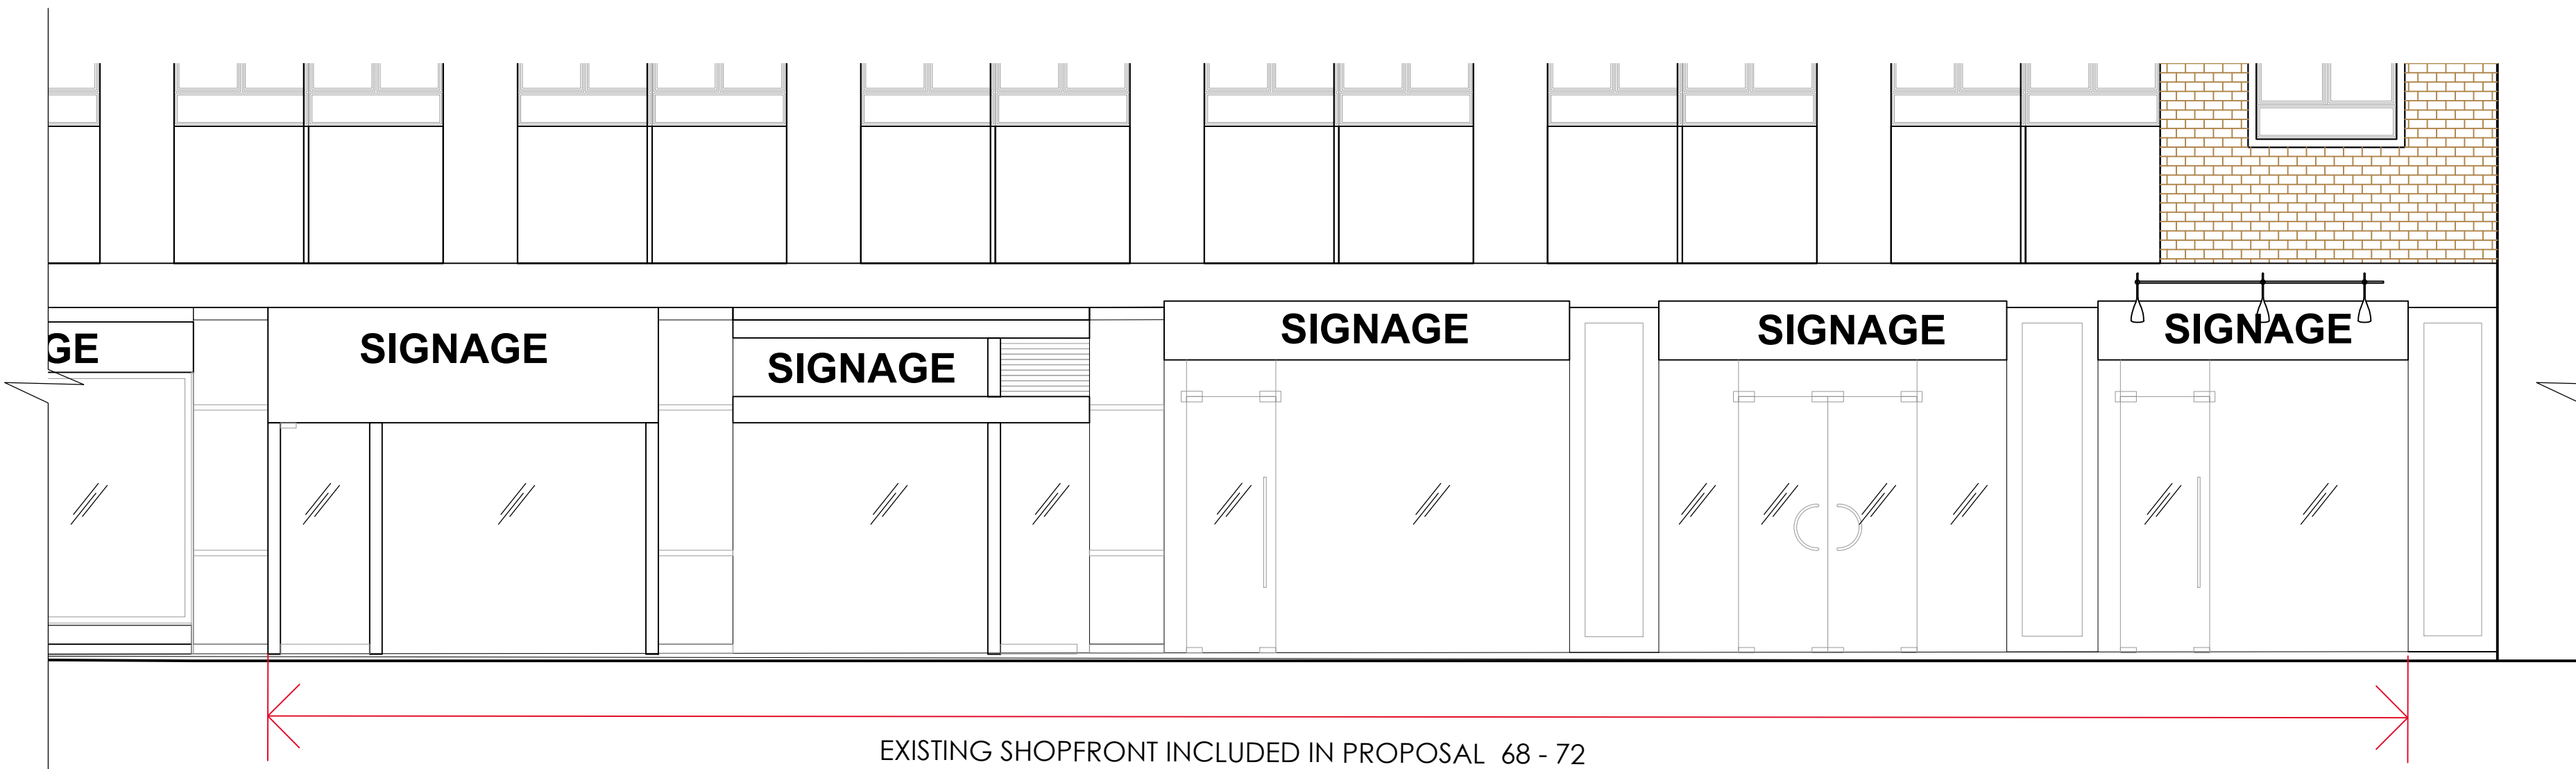 GE
SIGNAGE
SIGNAGE
SIGNAGE
SIGNAGE
SIGNAGE
EXISTING SHOPFRONT INCLUDED IN PROPOSAL 68 - 72